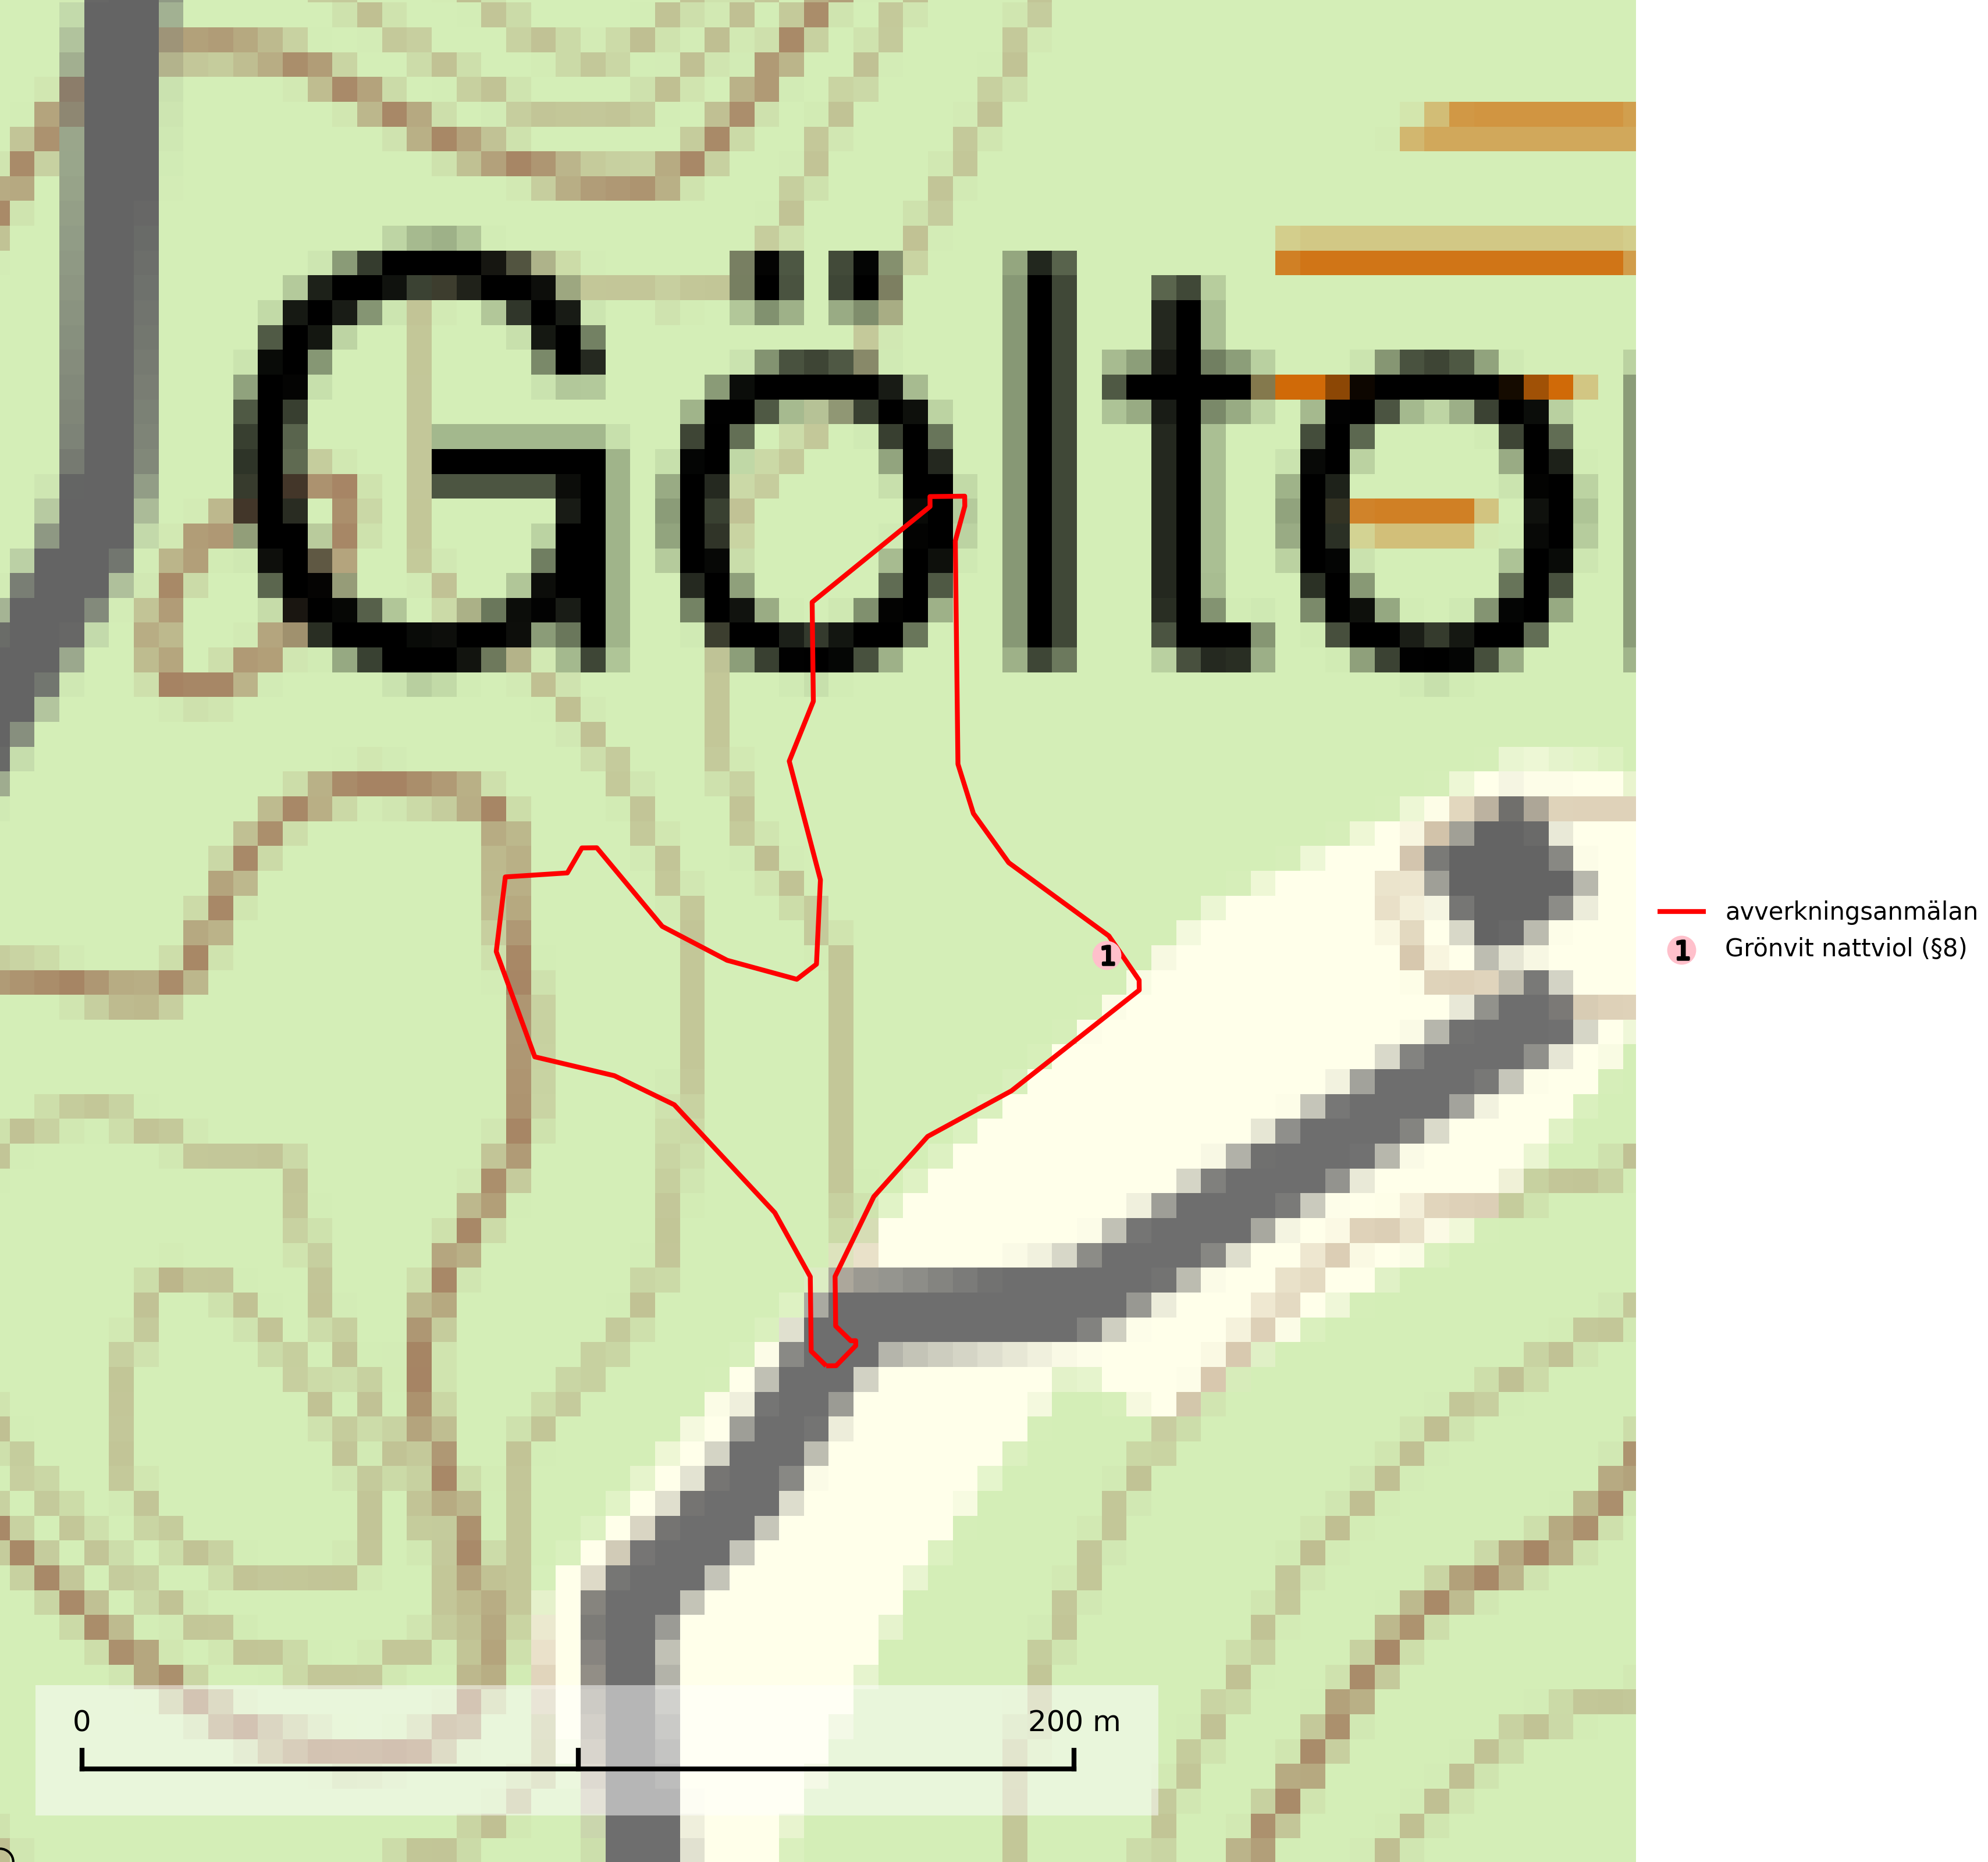 Gölto
1
avverkningsanmälan
1 Grönvit nattviol (§8)
0 200 m